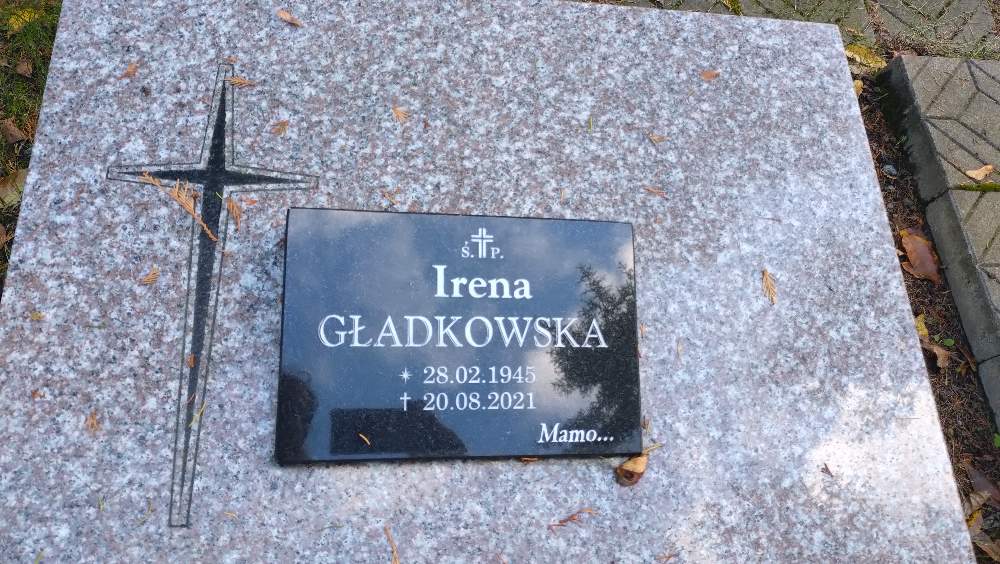 Ś. P.
Irena
GŁADKOWSKA
* 28.02.1945
† 20.08.2021
Mamo...